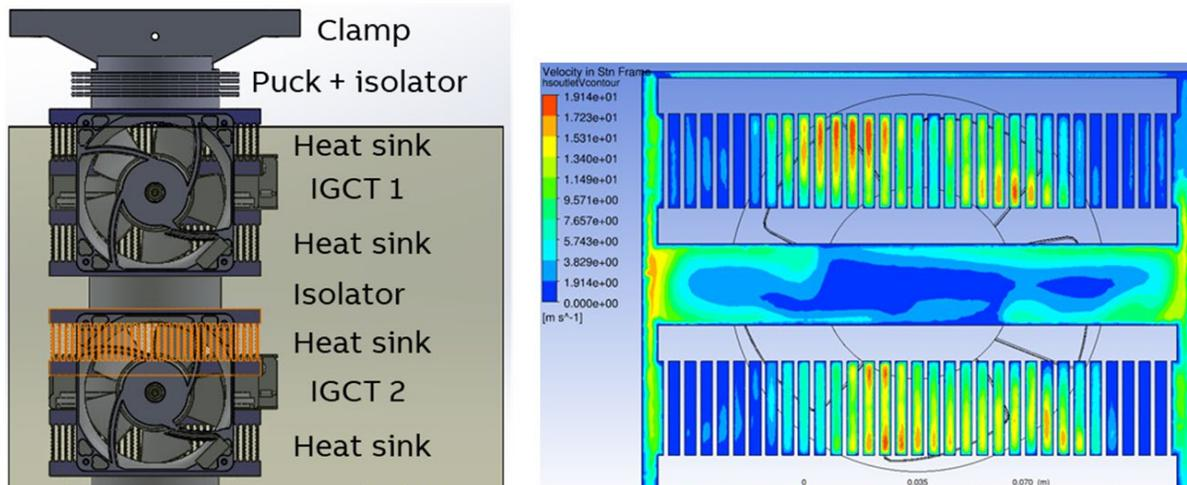 Clamp
Puck + isolator
Heat sink
IGCT 1
Heat sink
Isolator
Heat sink
IGCT 2
Heat sink
Velocity in Stn Frame
hsoutletVcontour
1.914e+01
1.723e+01
1.531e+01
1.340e+01
1.149e+01
9.571e+00
7.657e+00
5.743e+00
3.829e+00
1.914e+00
0.000e+00
[m s^-1]
0 0.035 0.070 (m)